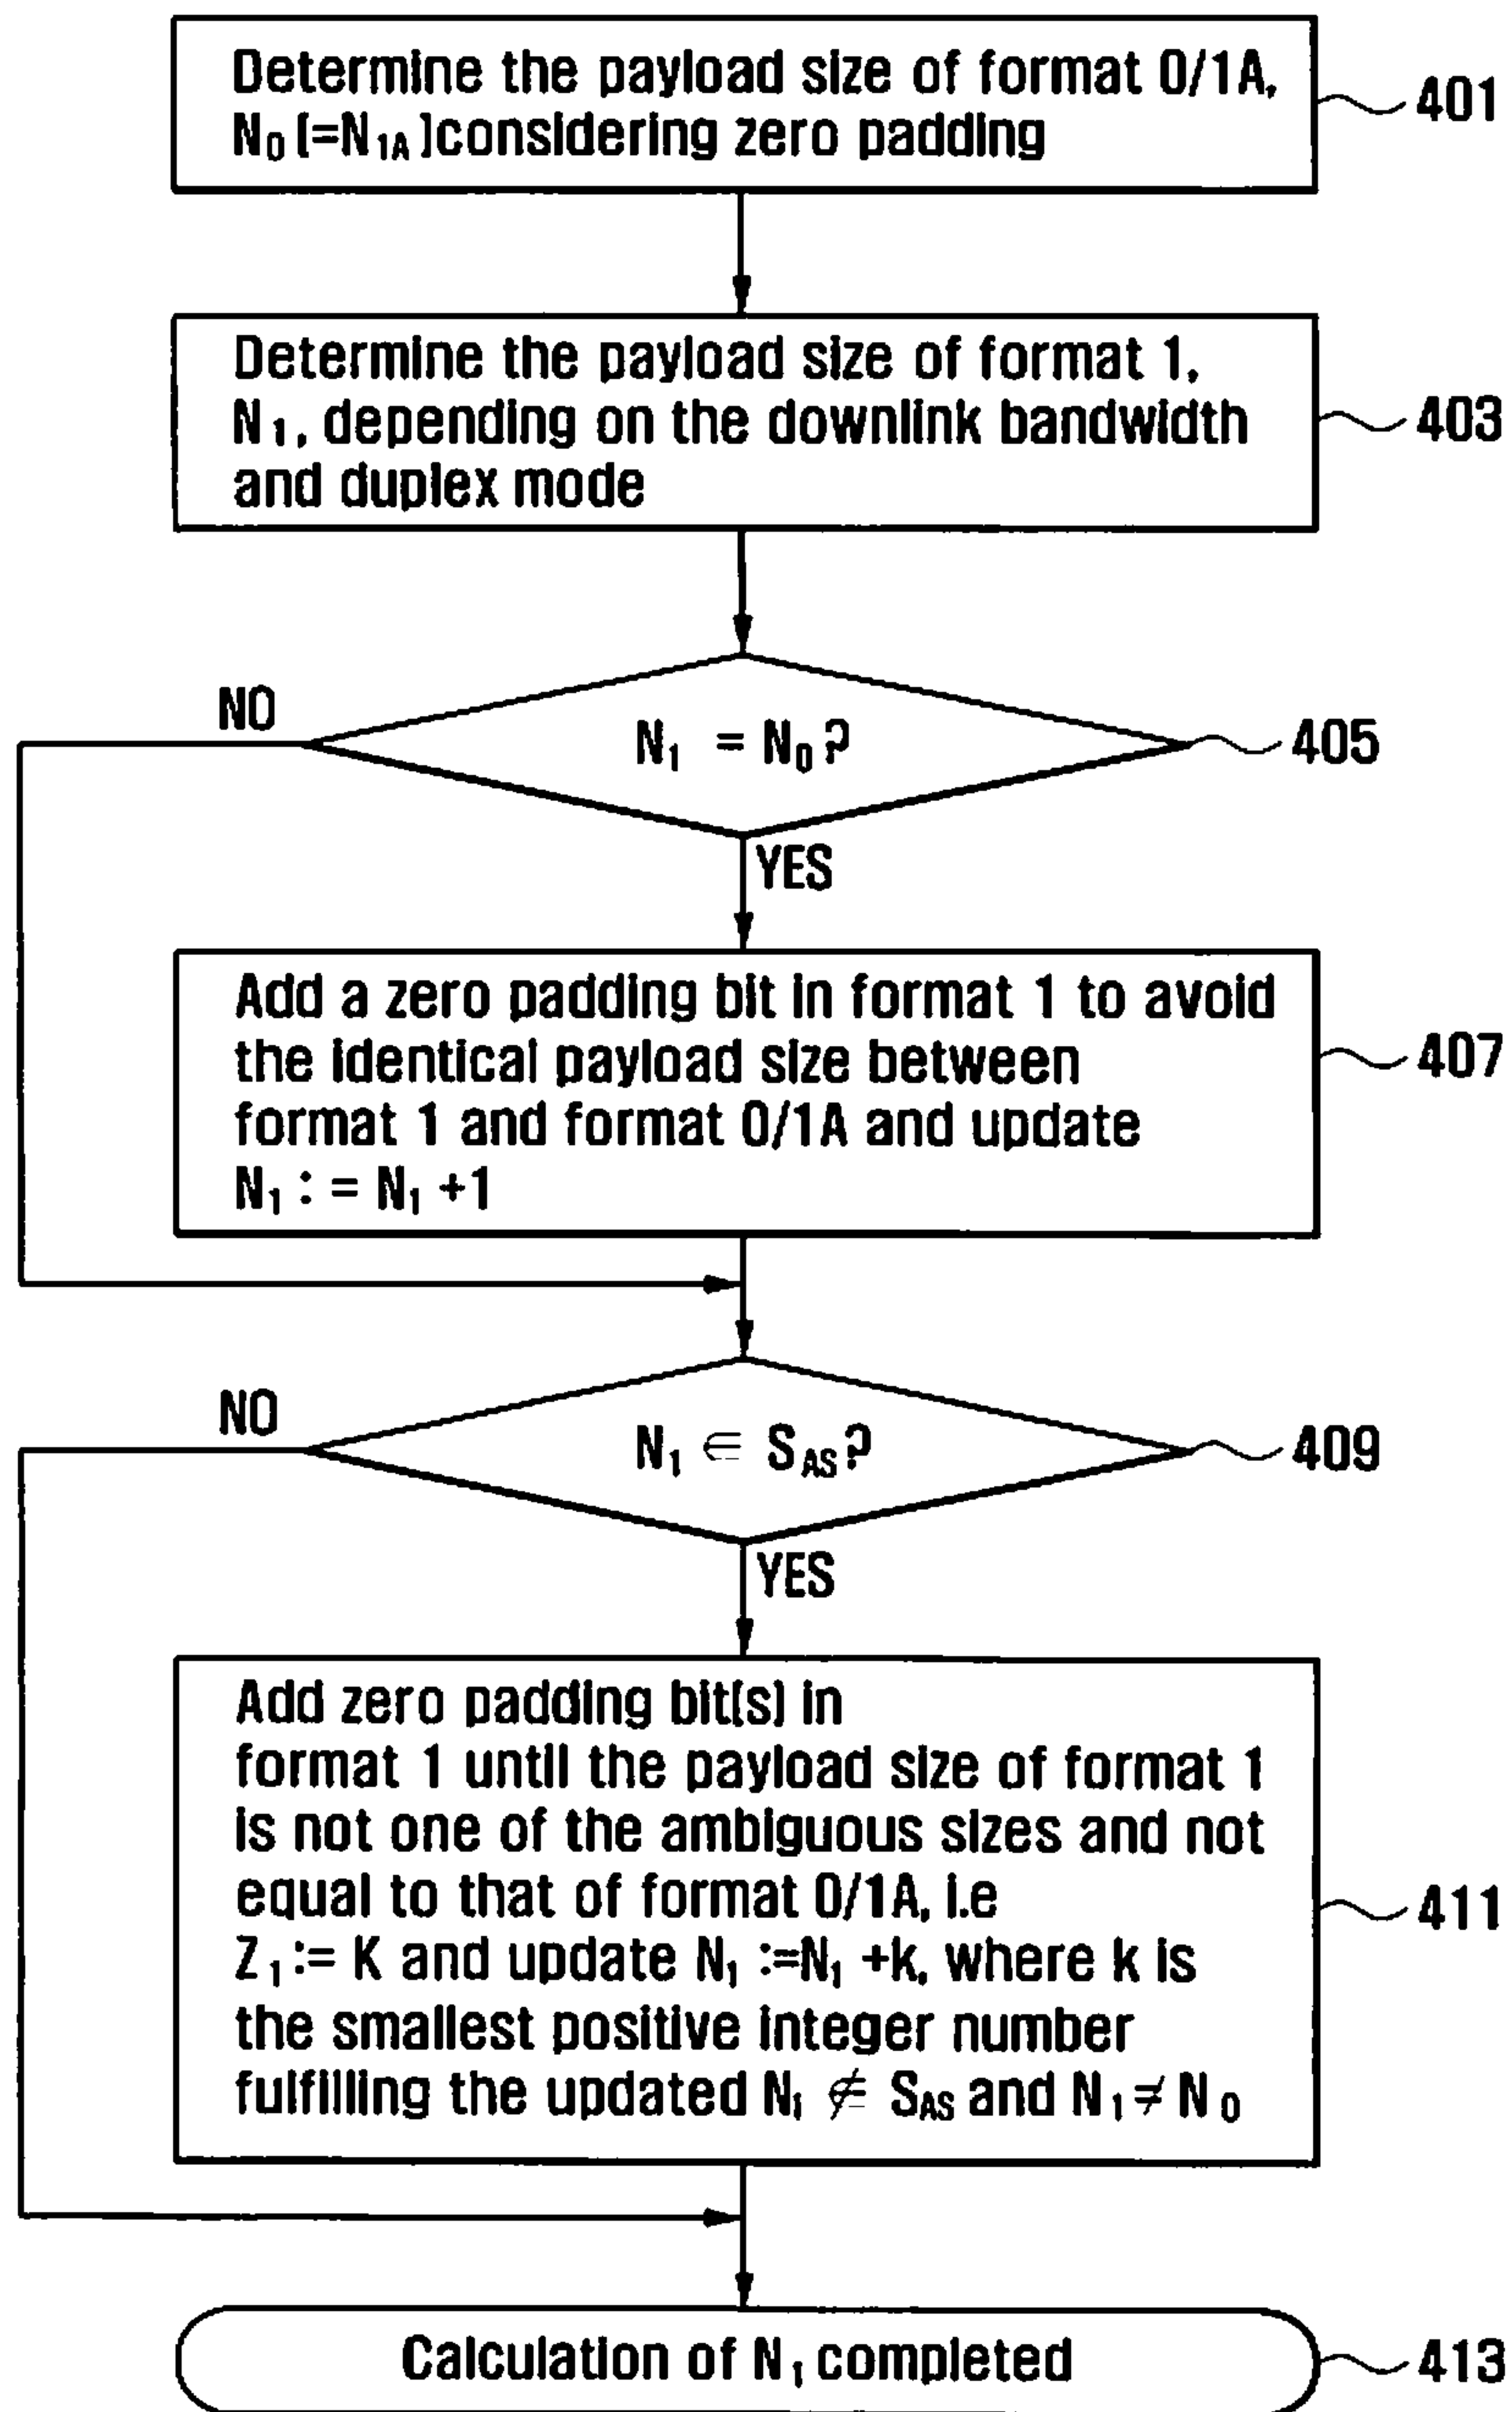 Determine the payload size of format 0/1A,
N₀ (=N₁ₐ)considering zero padding
401
Determine the payload size of format 1,
N₁, depending on the downlink bandwidth
and duplex mode
403
NO
N₁ = N₀?
405
YES
Add a zero padding bit in format 1 to avoid
the identical payload size between
format 1 and format 0/1A and update
N₁ : = N₁ +1
407
NO
N₁ ∈ S_AS?
409
YES
Add zero padding bit(s) in
format 1 until the payload size of format 1
is not one of the ambiguous sizes and not
equal to that of format 0/1A, i.e
Z₁ := K and update N₁ :=N₁ +k, where k is
the smallest positive integer number
fulfilling the updated N₁ ∉ S_AS and N₁ ≠ N₀
411
Calculation of N₁ completed
413